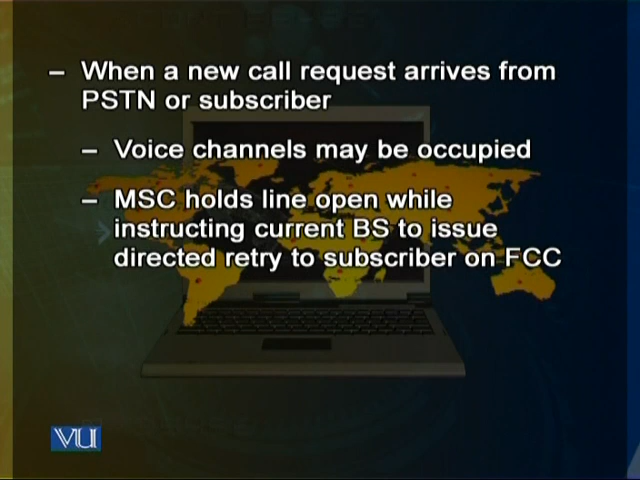 – When a new call request arrives from
PSTN or subscriber
– Voice channels may be occupied
– MSC holds line open while
instructing current BS to issue
directed retry to subscriber on FCC
VU